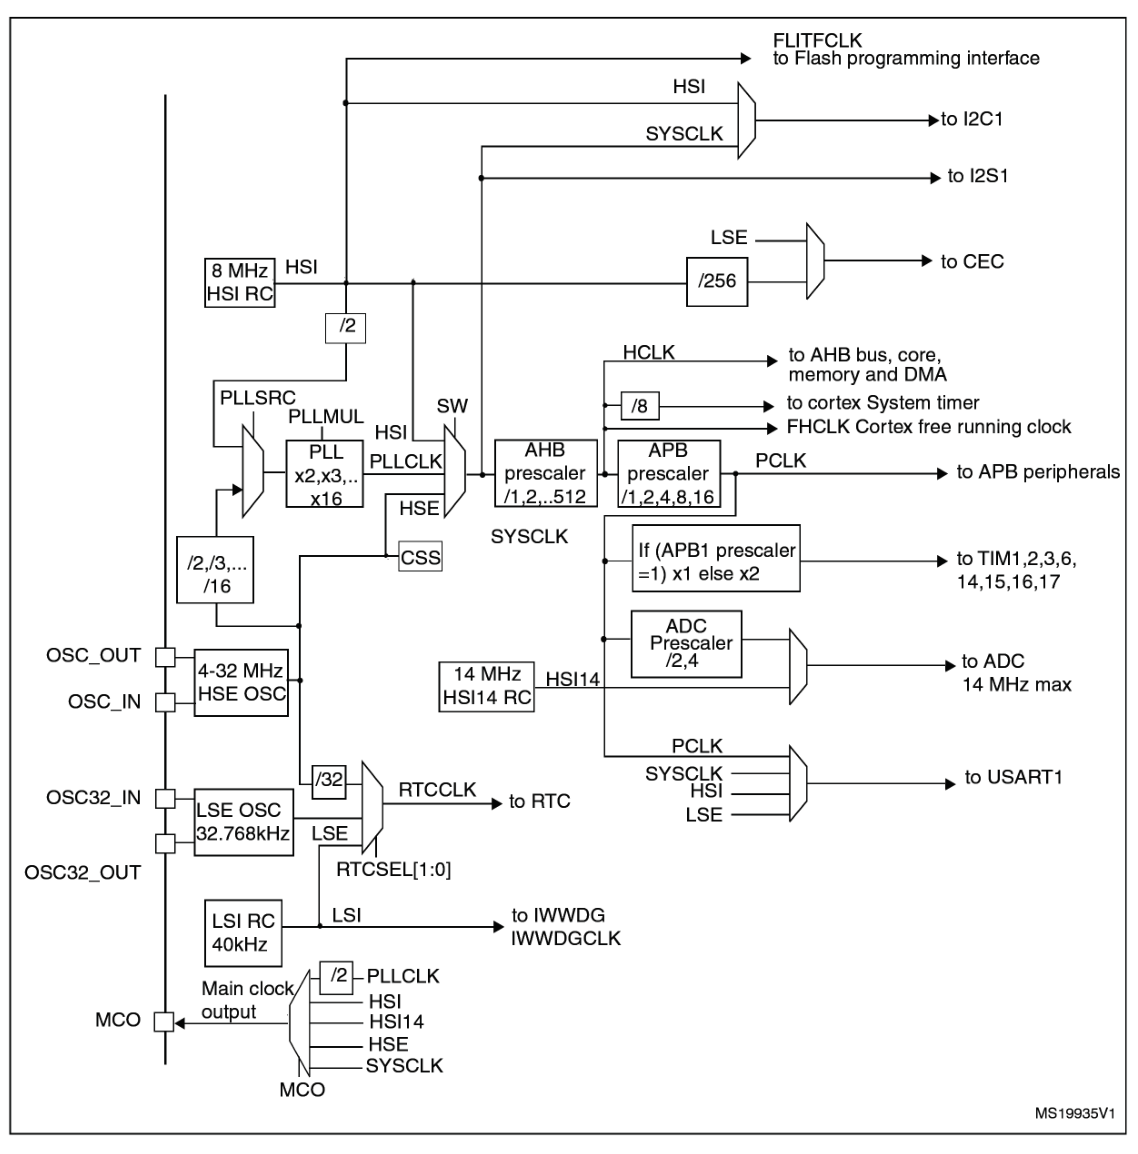 FLITFCLK
to Flash programming interface
HSI
to I2C1
SYSCLK
to I2S1
LSE
to CEC
8 MHz
HSI RC
HSI
/256
/2
HCLK
to AHB bus, core,
memory and DMA
PLLSRC
PLLMUL
SW
/8
to cortex System timer
FHCLK Cortex free running clock
HSI
PLL
x2,x3,..
x16
PLLCLK
AHB
prescaler
/1,2,..512
APB
prescaler
/1,2,4,8,16
PCLK
to APB peripherals
HSE
SYSCLK
CSS
/2,/3,...
/16
If (APB1 prescaler
=1) x1 else x2
to TIM1,2,3,6,
14,15,16,17
OSC_OUT
OSC_IN
4-32 MHz
HSE OSC
ADC
Prescaler
/2,4
14 MHz
HSI14 RC
HSI14
to ADC
14 MHz max
PCLK
SYSCLK
HSI
LSE
to USART1
/32
OSC32_IN
OSC32_OUT
LSE OSC
32.768kHz
LSE
RTCCLK
to RTC
RTCSEL[1:0]
LSI RC
40kHz
LSI
to IWWDG
IWWDGCLK
/2
PLLCLK
HSI
HSI14
HSE
SYSCLK
Main clock
output
MCO
MCO
MS19935V1